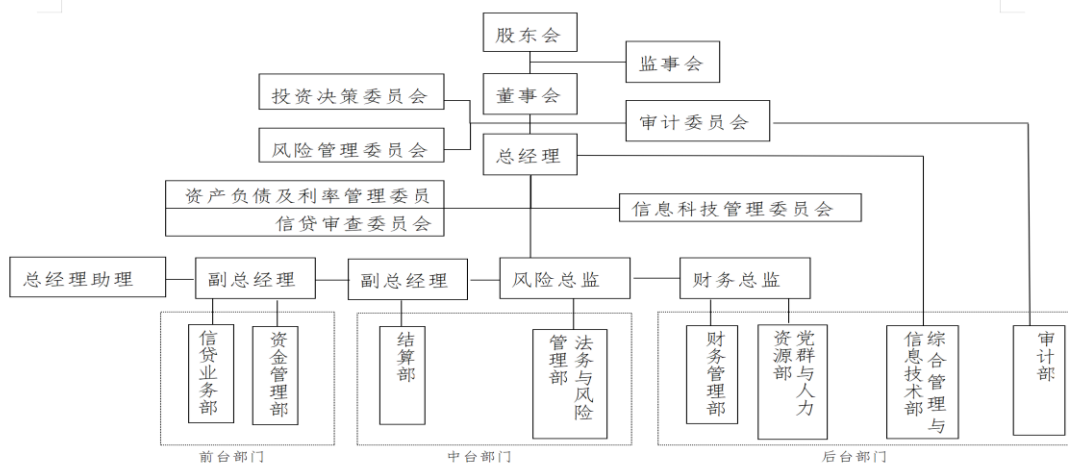 股东会
监事会
投资决策委员会
董事会
审计委员会
风险管理委员会
总经理
资产负债及利率管理委员
信贷审查委员会
信息科技管理委员会
总经理助理
副总经理
副总经理
风险总监
财务总监
信贷业务部
资金管理部
结算部
法务与风险
管理部
财务管理部
党群与人力
资源部
综合管理与
信息技术部
审计部
前台部门
中台部门
后台部门